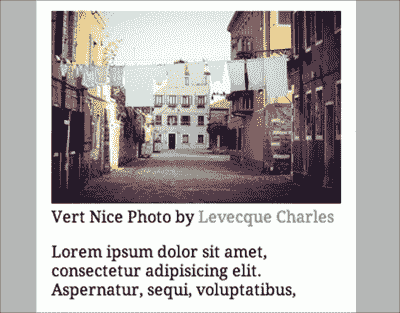 Vert Nice Photo by Levecque Charles
Lorem ipsum dolor sit amet,
consectetur adipisicing elit.
Aspernatur, sequi, voluptatibus,